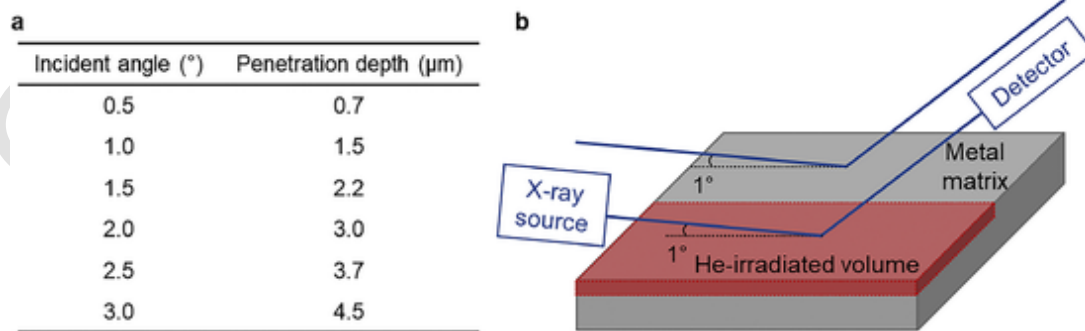 a
Incident angle (°) Penetration depth (µm)
0.5 0.7
1.0 1.5
1.5 2.2
2.0 3.0
2.5 3.7
3.0 4.5
b
Detector
Metal
matrix
1°
X-ray
source
1°
He-irradiated volume